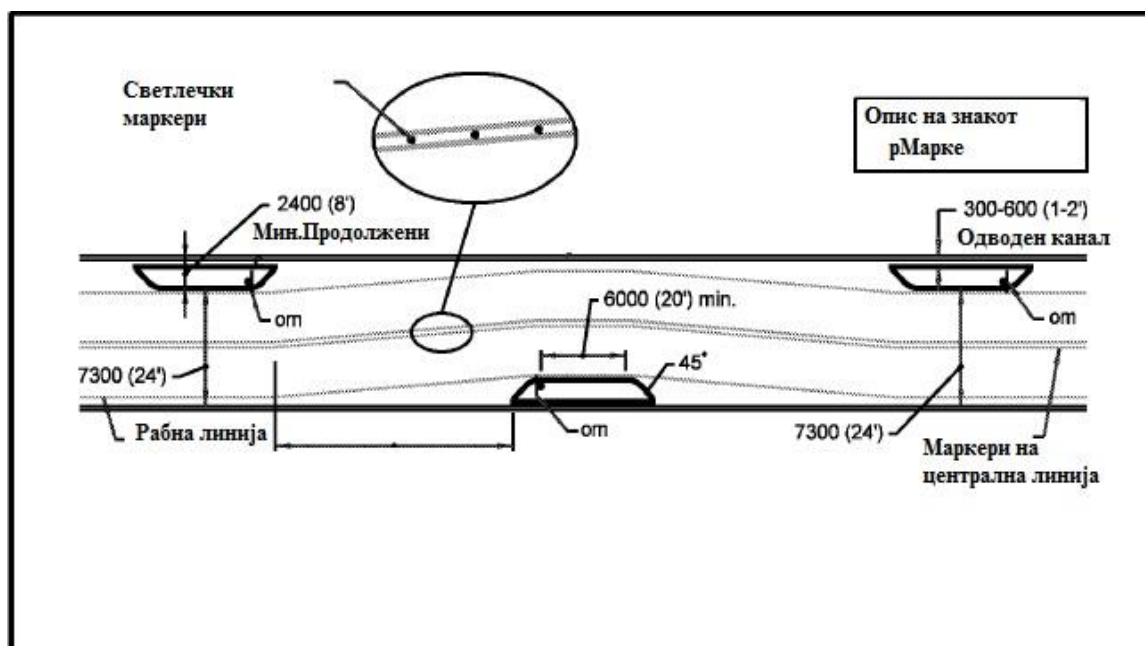 Светлечки
маркери
Опис на знакот
рМарке
2400 (8')
Мин.Продолжени
300-600 (1-2')
Одводен канал
6000 (20') min.
om
om
7300 (24')
45°
Рабна линија
om
7300 (24')
Маркери на
централна линија